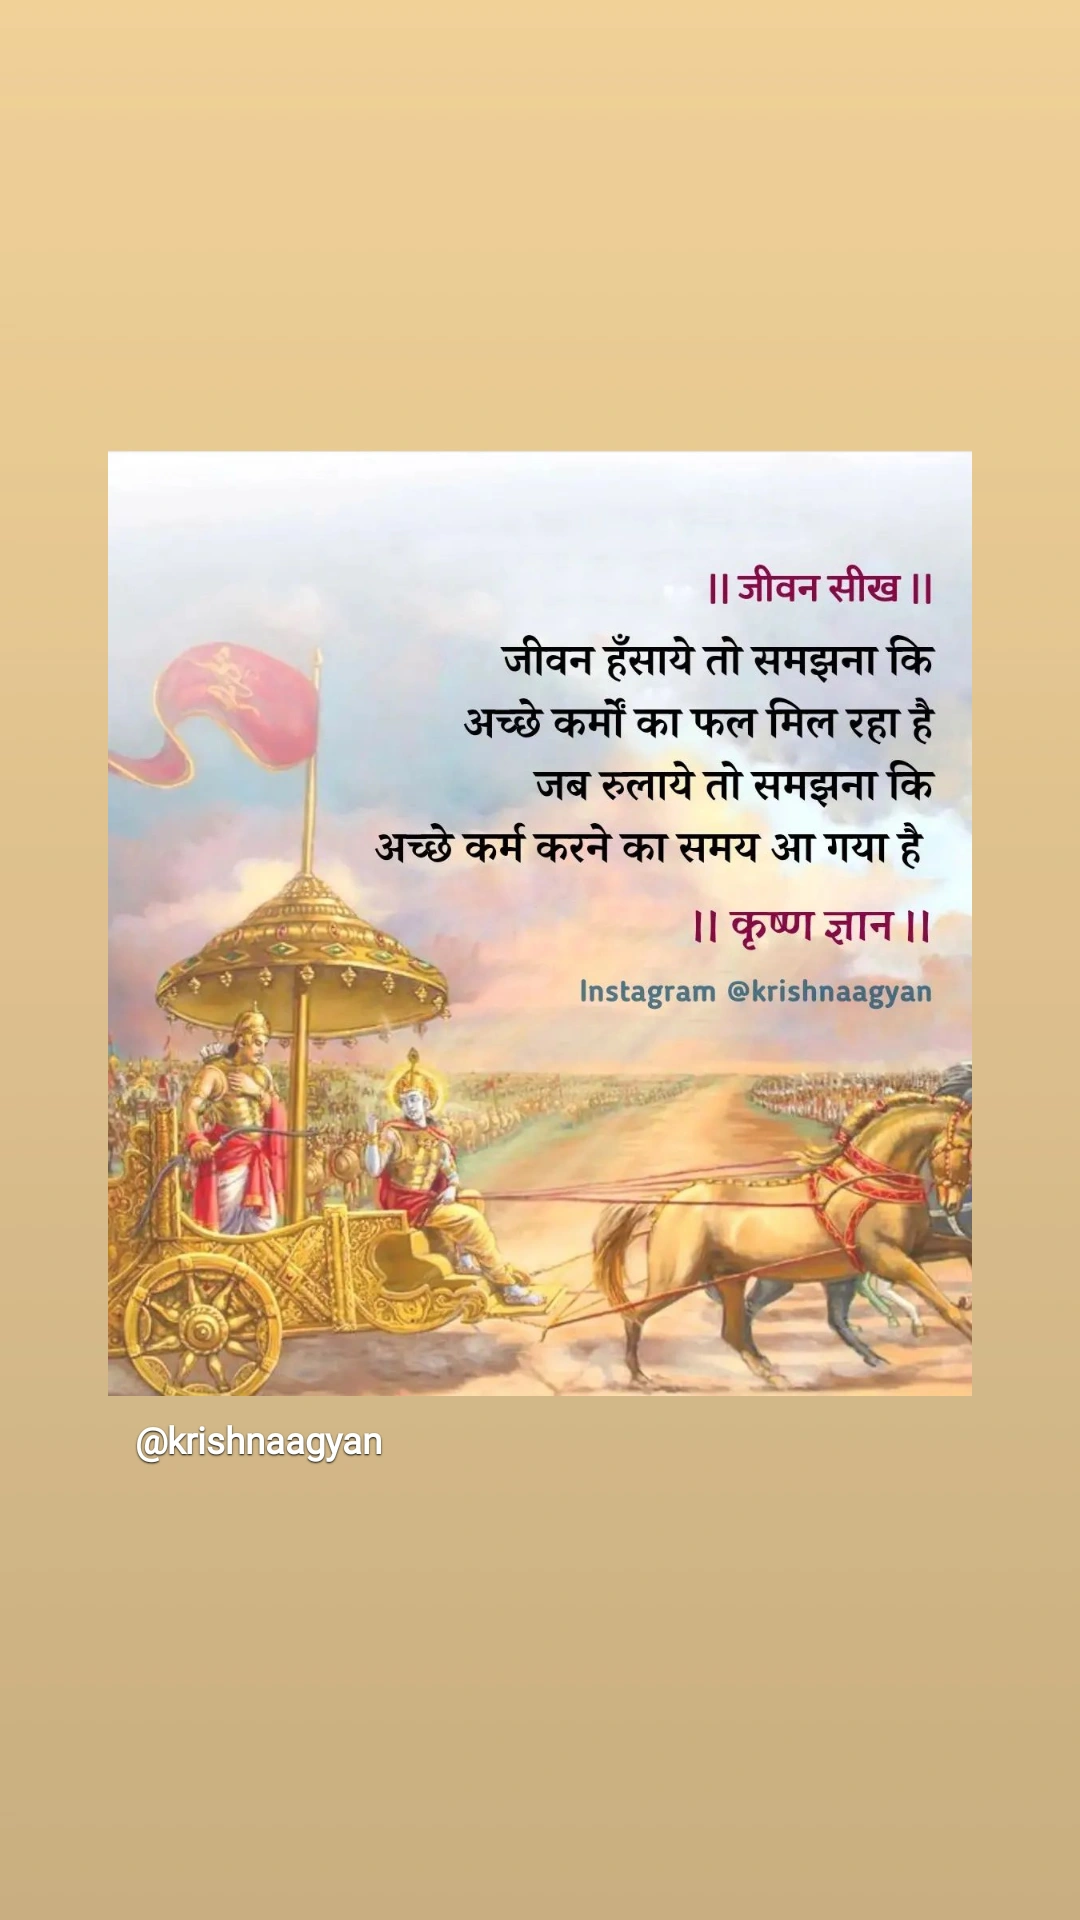 || जीवन सीख ||
जीवन हँसाये तो समझना कि
अच्छे कर्मों का फल मिल रहा है
जब रुलाये तो समझना कि
अच्छे कर्म करने का समय आ गया है
|| कृष्ण ज्ञान ||
Instagram @krishnaagyan
@krishnaagyan